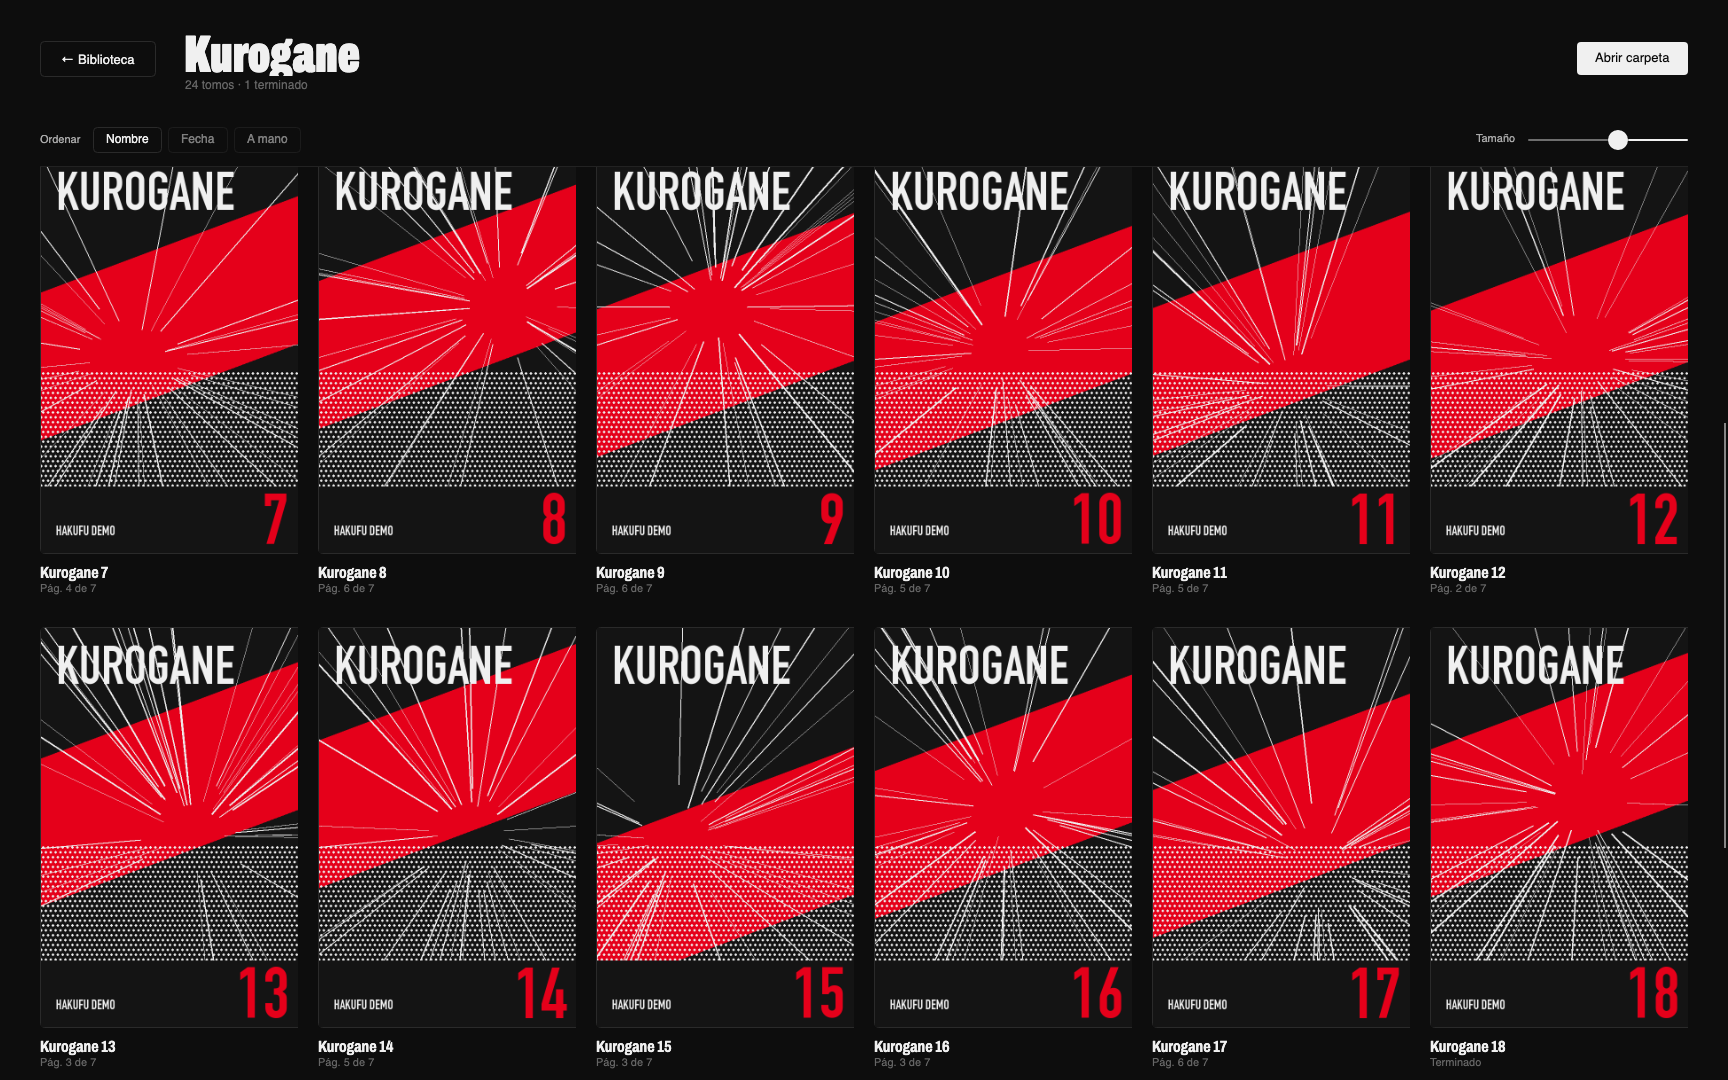 ← Biblioteca
Kurogane
24 tomos · 1 terminado
Abrir carpeta
Ordenar
Nombre
Fecha
A mano
Tamaño
KUROGANE
7
HAKUFU DEMO
Kurogane 7
Pág. 4 de 7
KUROGANE
8
HAKUFU DEMO
Kurogane 8
Pág. 6 de 7
KUROGANE
9
HAKUFU DEMO
Kurogane 9
Pág. 6 de 7
KUROGANE
10
HAKUFU DEMO
Kurogane 10
Pág. 5 de 7
KUROGANE
11
HAKUFU DEMO
Kurogane 11
Pág. 5 de 7
KUROGANE
12
HAKUFU DEMO
Kurogane 12
Pág. 2 de 7
KUROGANE
13
HAKUFU DEMO
Kurogane 13
Pág. 3 de 7
KUROGANE
14
HAKUFU DEMO
Kurogane 14
Pág. 5 de 7
KUROGANE
15
HAKUFU DEMO
Kurogane 15
Pág. 3 de 7
KUROGANE
16
HAKUFU DEMO
Kurogane 16
Pág. 3 de 7
KUROGANE
17
HAKUFU DEMO
Kurogane 17
Pág. 6 de 7
KUROGANE
18
HAKUFU DEMO
Kurogane 18
Terminado